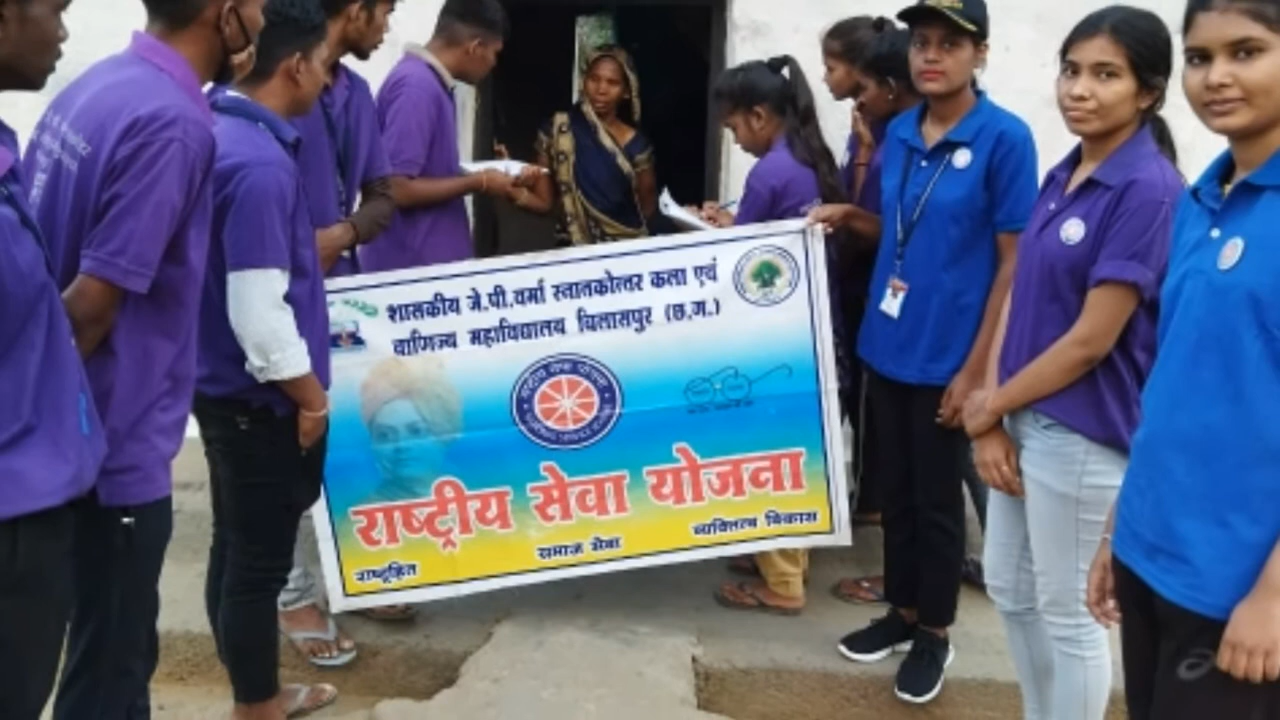 शासकीय जे.पी.वर्मा स्नातकोत्तर कला एवं
वाणिज्य महाविद्यालय बिलासपुर (छ.ग.)
राष्ट्रीय सेवा योजना
राष्ट्रहित
समाज सेवा
व्यक्तित्व विकास